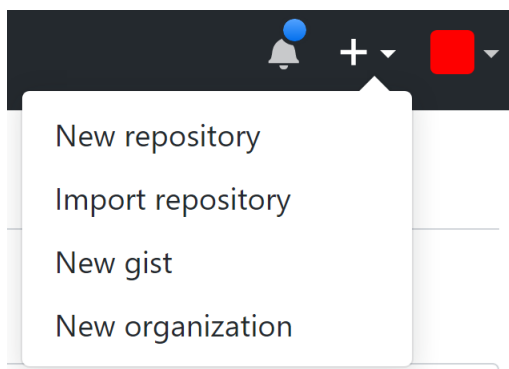 New repository
Import repository
New gist
New organization